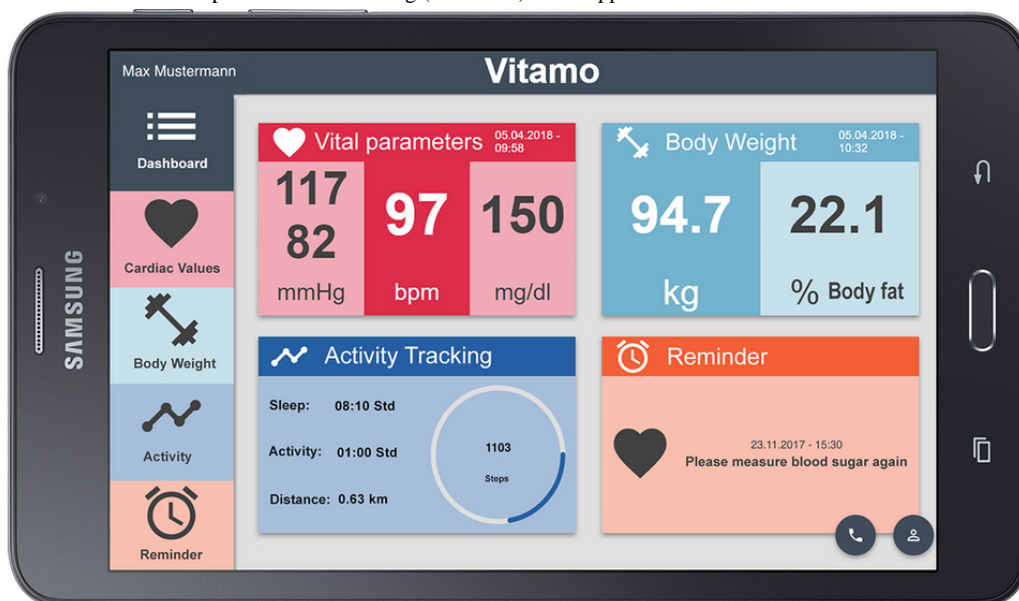 Max Mustermann
Vitamo
Dashboard
Cardiac Values
Body Weight
Activity
Reminder
Vital parameters
05.04.2018 -
09:58
117
82
mmHg
97
bpm
150
mg/dl
Body Weight
05.04.2018 -
10:32
94.7
kg
22.1
% Body fat
Activity Tracking
Sleep: 08:10 Std
Activity: 01:00 Std
Distance: 0.63 km
1103
Steps
Reminder
23.11.2017 - 15:30
Please measure blood sugar again
SAMSUNG